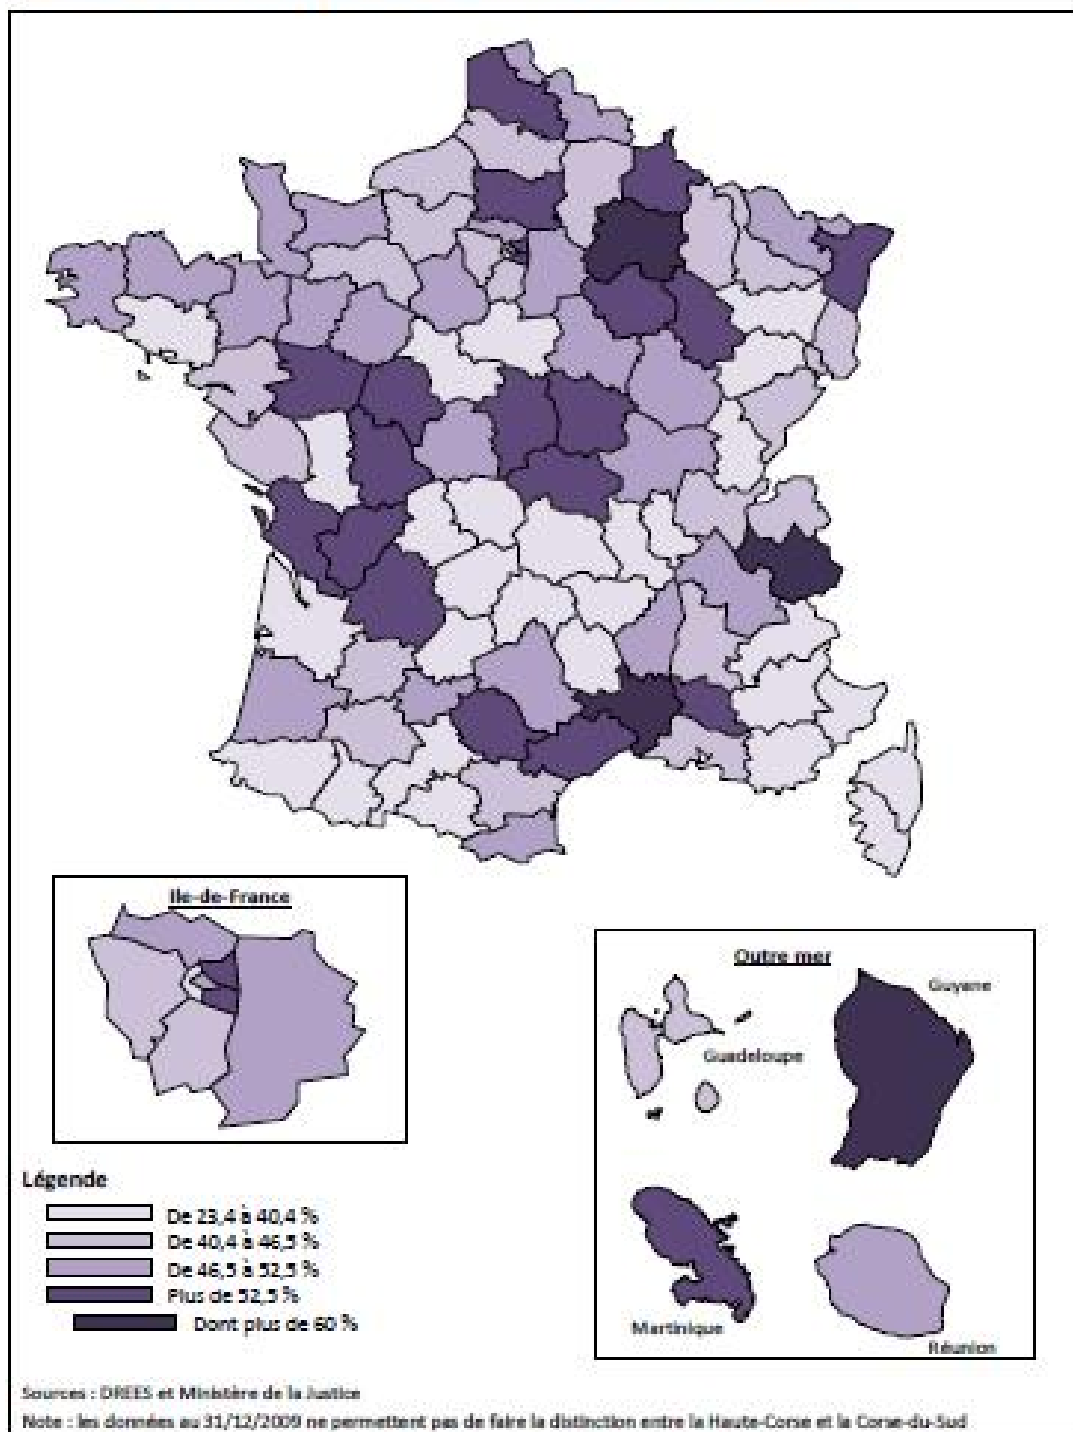 Ile-de-France
Outre mer
Guyane
Guadeloupe
Martinique
Réunion
Légende
De 23,4 à 40,4 %
De 40,4 à 46,5 %
De 46,5 à 52,5 %
Plus de 52,5 %
Dont plus de 60 %
Sources : DREES et Ministère de la Justice
Note : les données au 31/12/2009 ne permettent pas de faire la distinction entre la Haute-Corse et la Corse-du-Sud